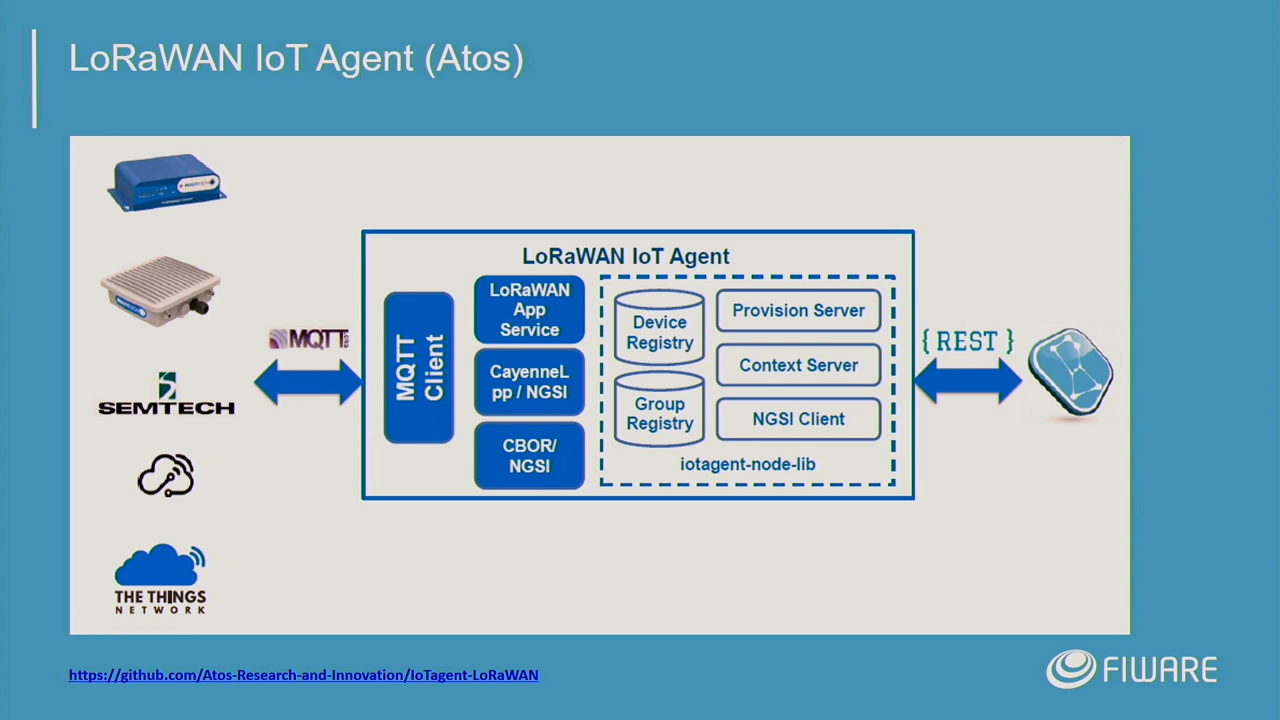 LoRaWAN IoT Agent (Atos)
MQTT
SEMTECH
THE THINGS
NETWORK
LoRaWAN IoT Agent
MQTT
Client
LoRaWAN
App
Service
CayenneL
pp / NGSI
CBOR/
NGSI
Device
Registry
Group
Registry
Provision Server
Context Server
NGSI Client
iotagent-node-lib
{ REST }
https://github.com/Atos-Research-and-Innovation/IoTagent-LoRaWAN
FIWARE